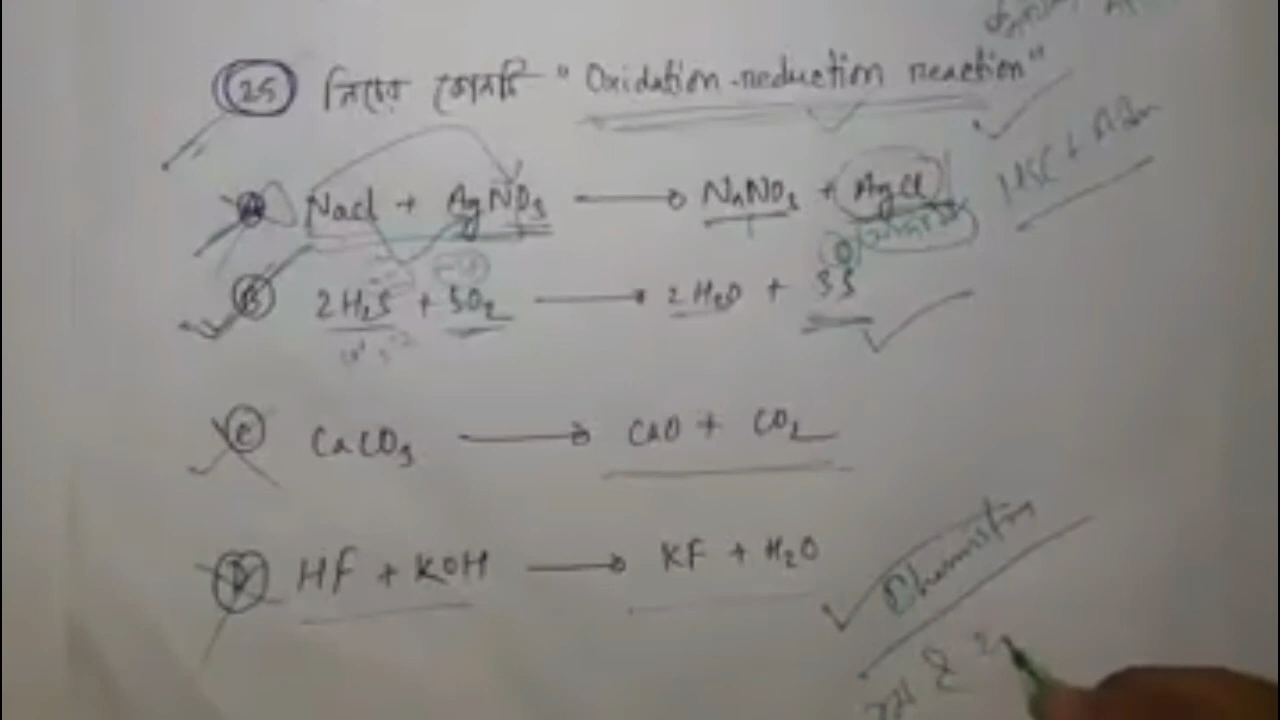 25 নিচের কোনটি "Oxidation-reduction reaction"
A NaCl + AgNO3 → NaNO3 + AgCl
B 2H2S + SO2 → 2H2O + 3S
C CaCO3 → CaO + CO2
D HF + KOH → KF + H2O
HSC +
Chemistry